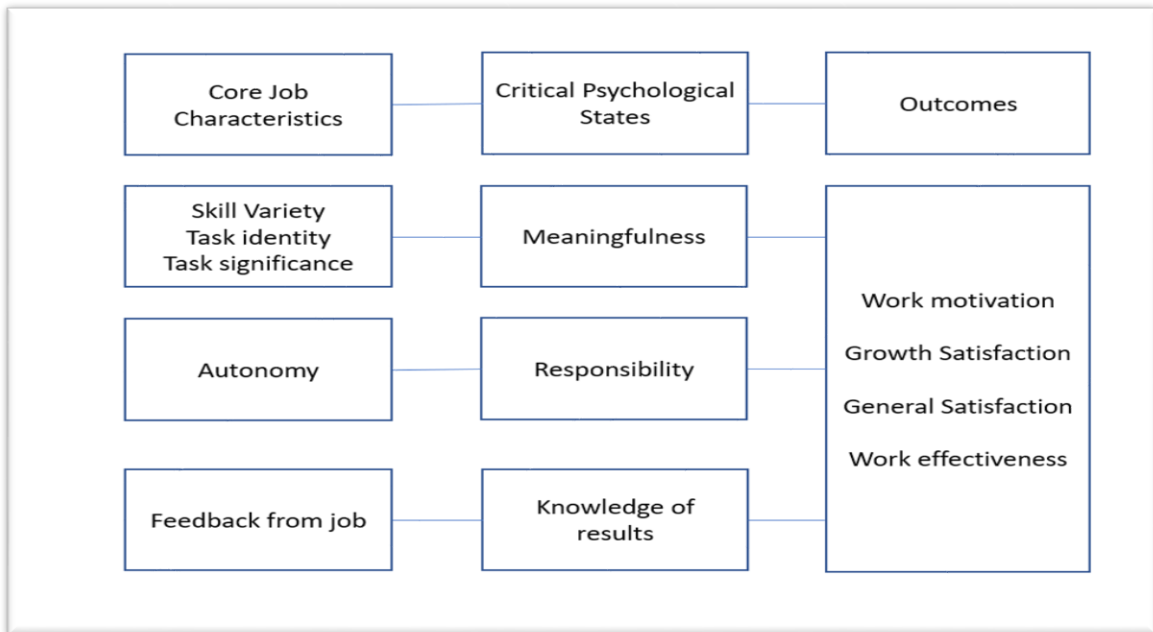 Core Job
Characteristics
Critical Psychological
States
Outcomes
Skill Variety
Task identity
Task significance
Meaningfulness
Autonomy
Responsibility
Feedback from job
Knowledge of
results
Work motivation
Growth Satisfaction
General Satisfaction
Work effectiveness